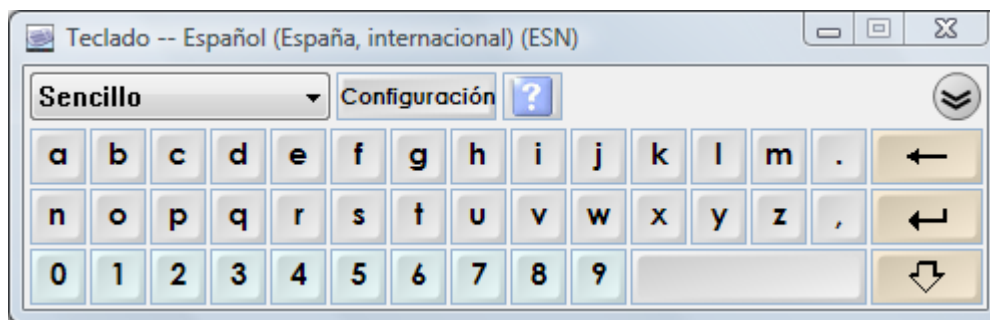 Teclado -- Español (España, internacional) (ESN)
Sencillo Configuración ?
a b c d e f g h i j k l m .
n o p q r s t u v w x y z ,
0 1 2 3 4 5 6 7 8 9